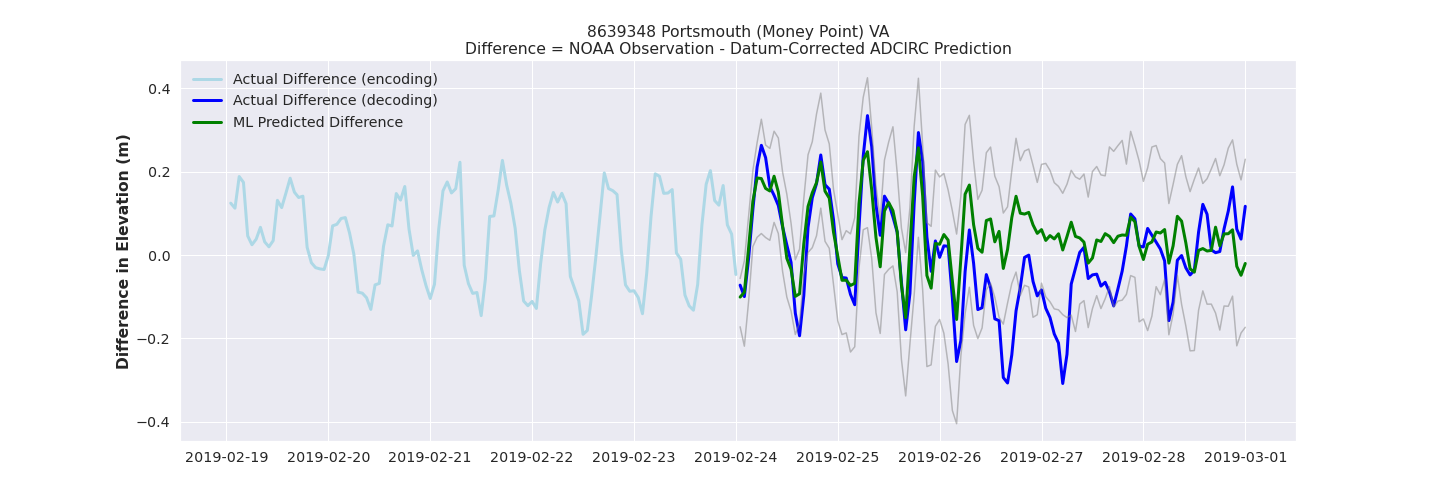 8639348 Portsmouth (Money Point) VA
Difference = NOAA Observation - Datum-Corrected ADCIRC Prediction
Actual Difference (encoding)
Actual Difference (decoding)
ML Predicted Difference
Difference in Elevation (m)
0.4
0.2
0.0
−0.2
−0.4
2019-02-19 2019-02-20 2019-02-21 2019-02-22 2019-02-23 2019-02-24 2019-02-25 2019-02-26 2019-02-27 2019-02-28 2019-03-01